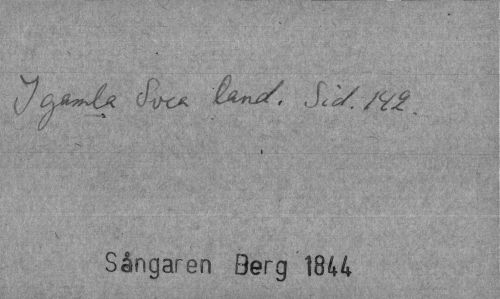 I gamla Svea land. Sid. 142.
Sångaren Berg 1844